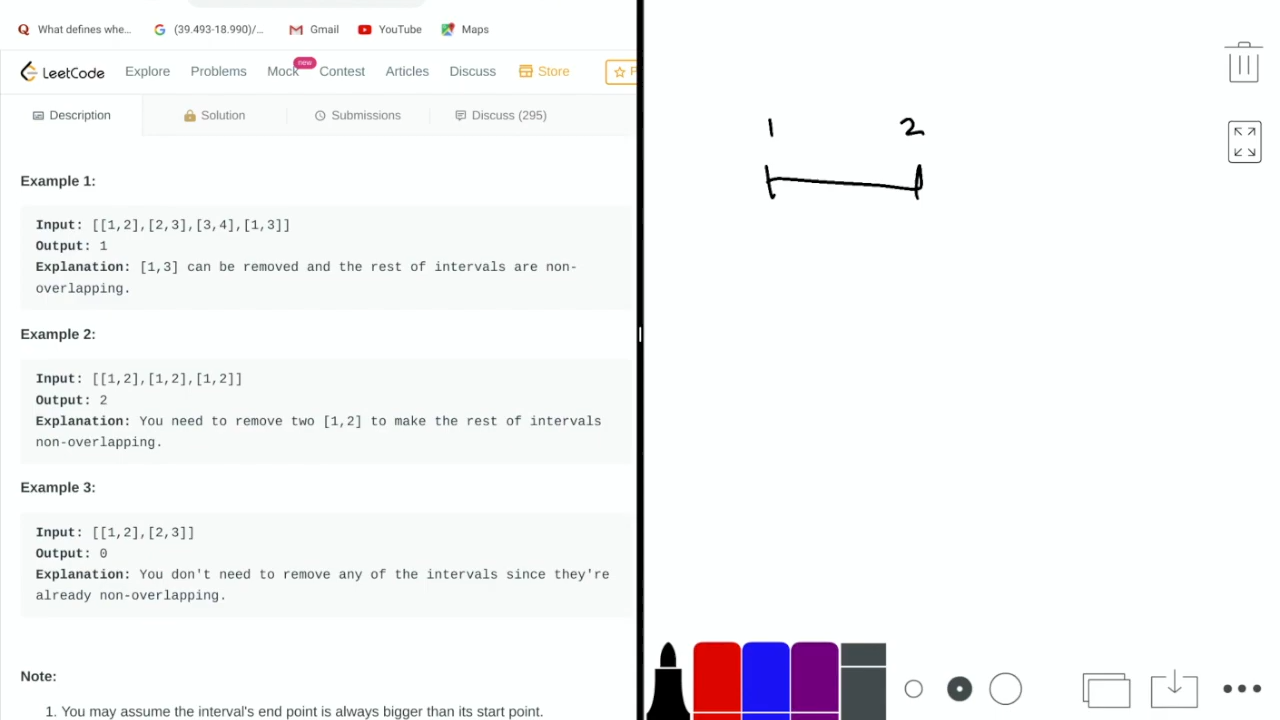 What defines whe...
(39.493-18.990)/...
Gmail
YouTube
Maps
LeetCode
Explore
Problems
Mock
new
Contest
Articles
Discuss
Store
Description
Solution
Submissions
Discuss (295)
Example 1:
Input: [[1,2],[2,3],[3,4],[1,3]]
Output: 1
Explanation: [1,3] can be removed and the rest of intervals are non-
overlapping.
Example 2:
Input: [[1,2],[1,2],[1,2]]
Output: 2
Explanation: You need to remove two [1,2] to make the rest of intervals
non-overlapping.
Example 3:
Input: [[1,2],[2,3]]
Output: 0
Explanation: You don't need to remove any of the intervals since they're
already non-overlapping.
Note:
1. You may assume the interval's end point is always bigger than its start point.
1 2